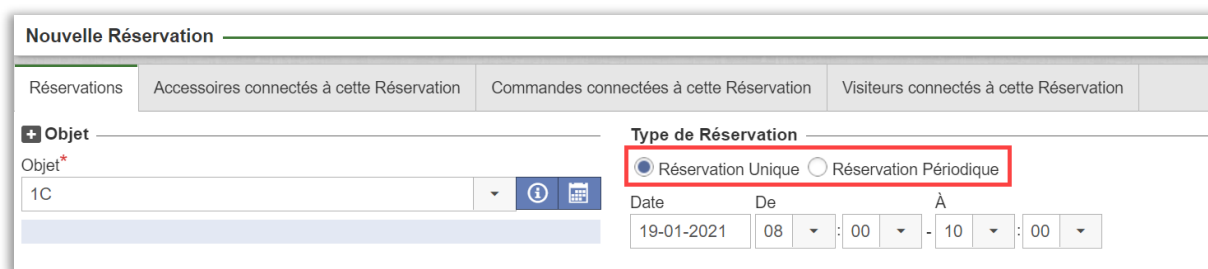 Nouvelle Réservation
Réservations Accessoires connectés à cette Réservation Commandes connectées à cette Réservation Visiteurs connectés à cette Réservation
Objet
Objet*
1C
Type de Réservation
Réservation Unique Réservation Périodique
Date De À
19-01-2021 08 : 00 - 10 : 00